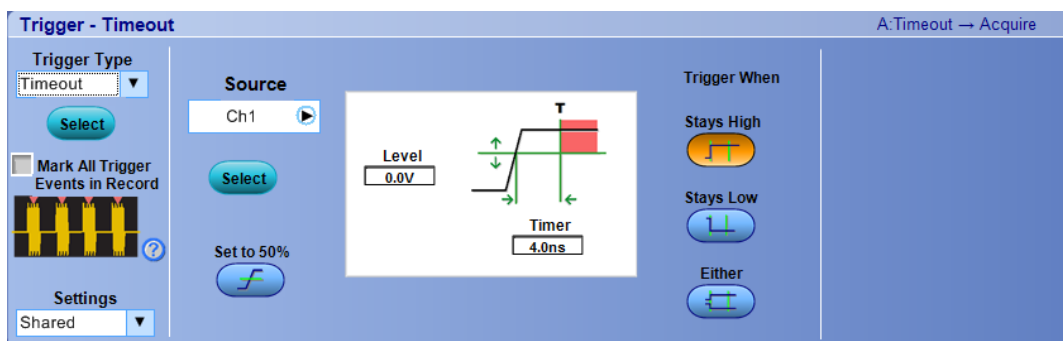 Trigger - Timeout
A:Timeout → Acquire
Trigger Type
Timeout
Select
Mark All Trigger
Events in Record
Settings
Shared
Source
Ch1
Select
Set to 50%
T
Level
0.0V
Timer
4.0ns
Trigger When
Stays High
Stays Low
Either